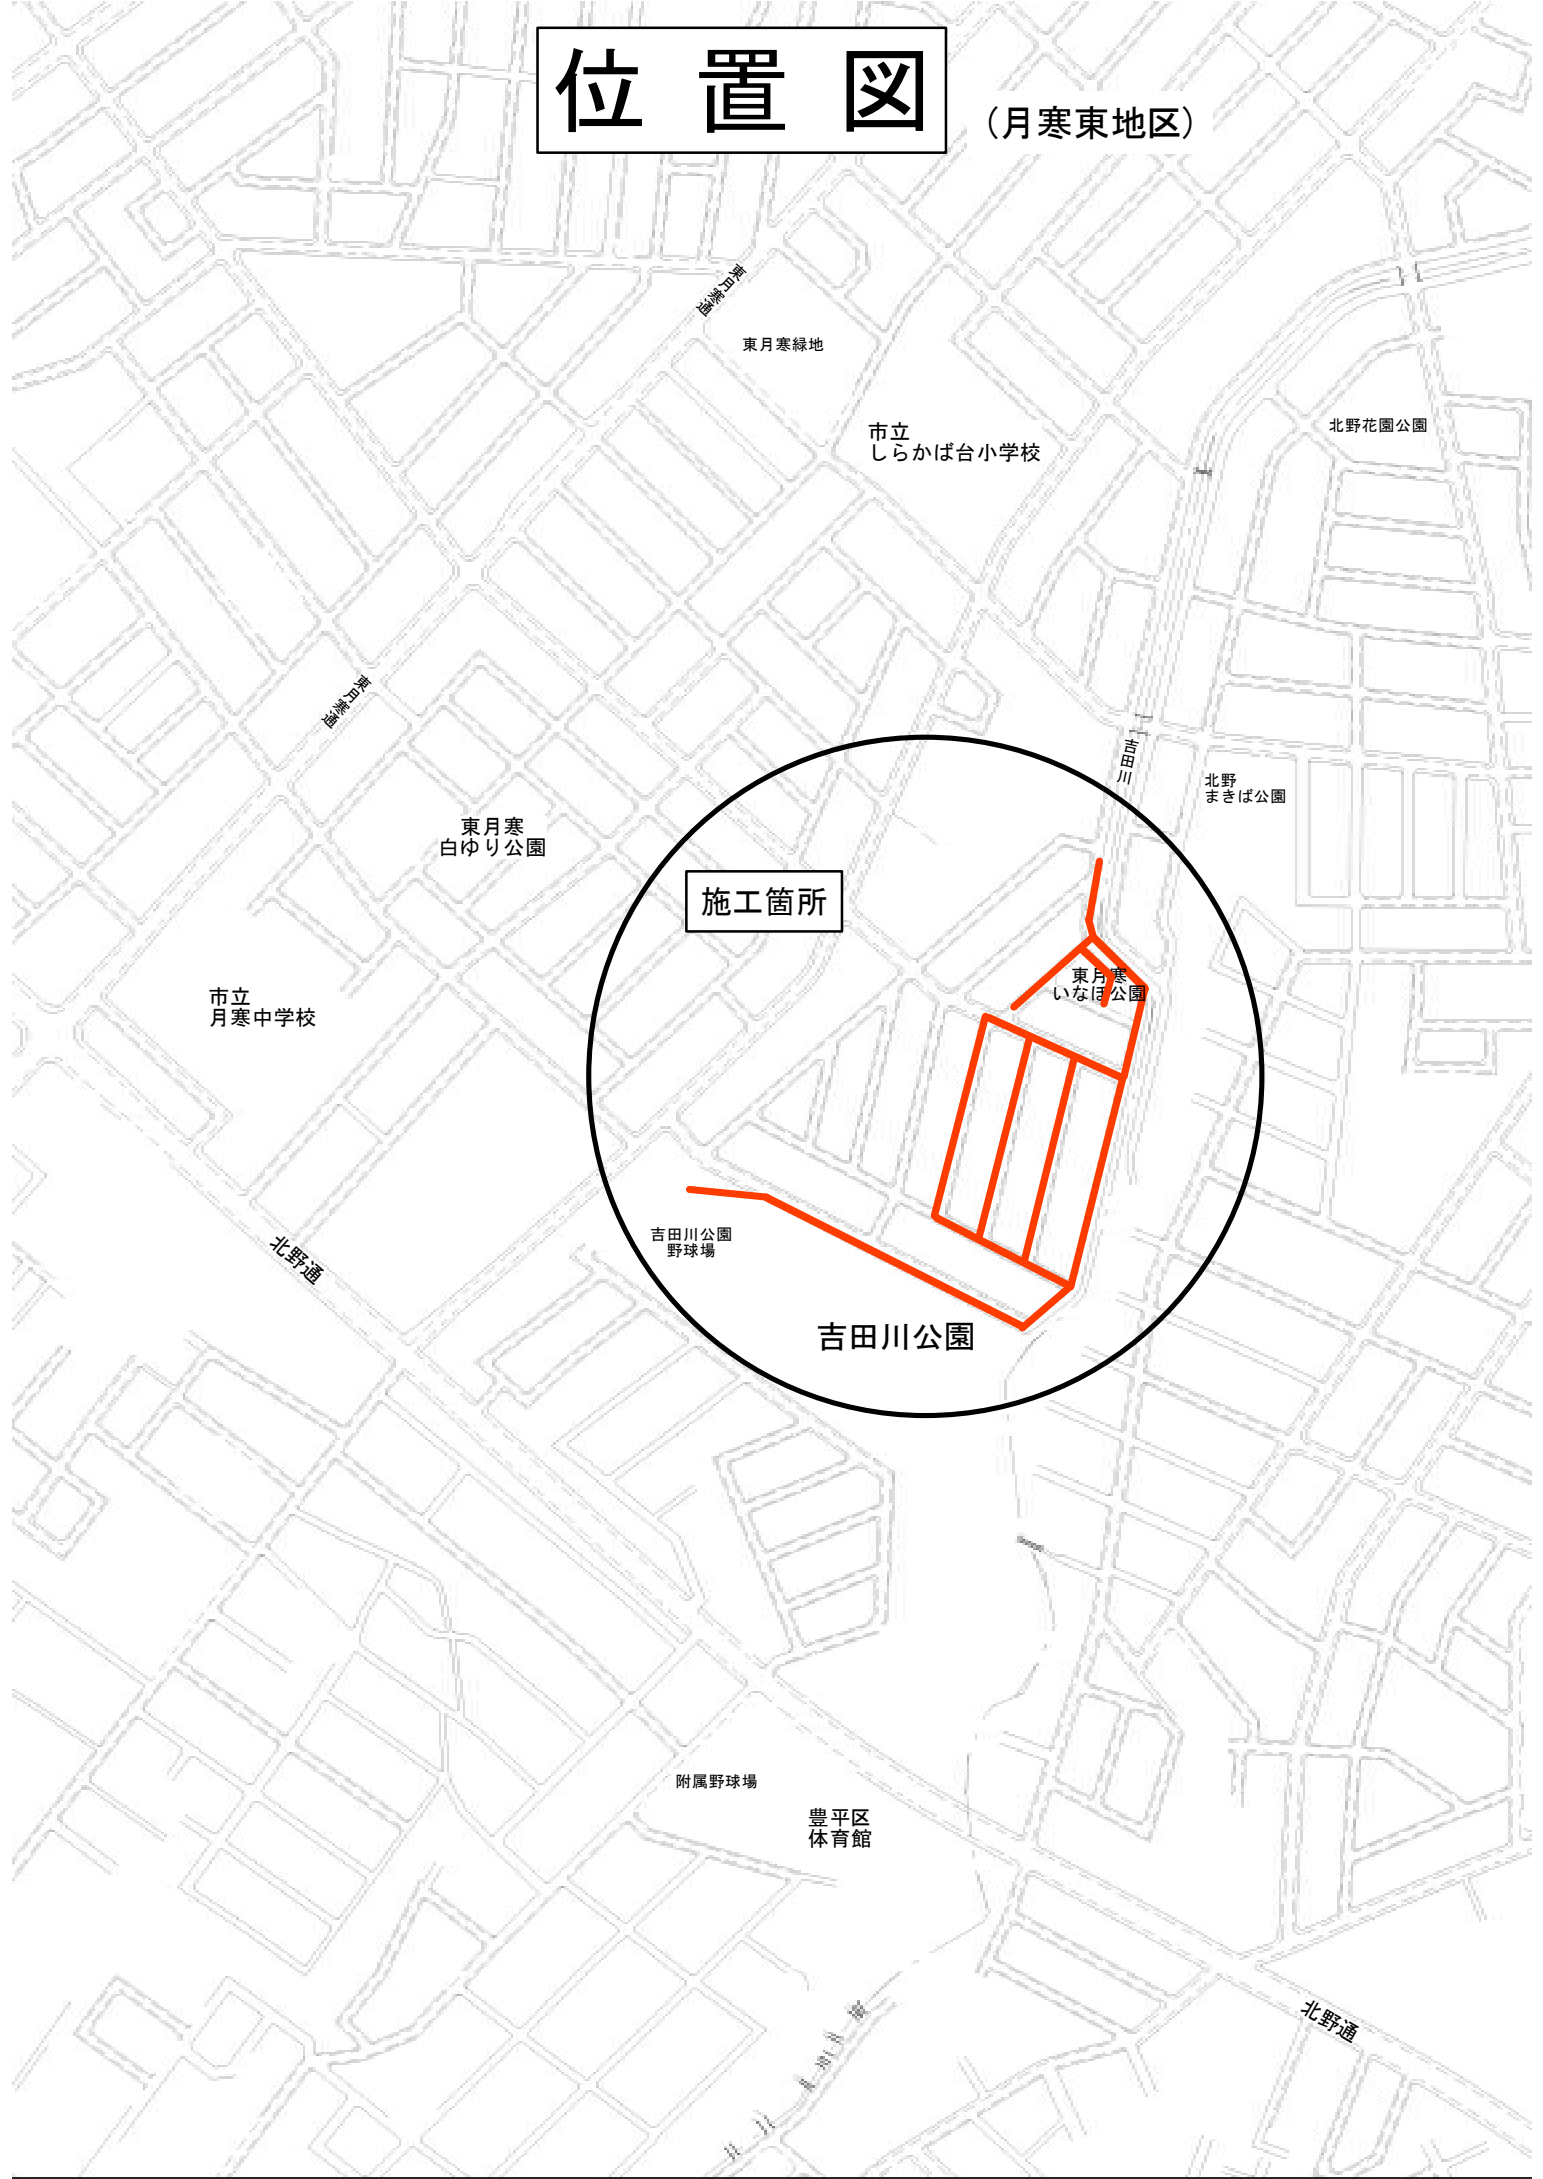 位置図
（月寒東地区）
東月寒通
東月寒緑地
北野花園公園
市立
しらかば台小学校
東月寒通
吉田川
北野
まきば公園
東月寒
白ゆり公園
施工箇所
東月寒
いなほ公園
市立
月寒中学校
吉田川公園
野球場
北野通
吉田川公園
附属野球場
豊平区
体育館
北野通